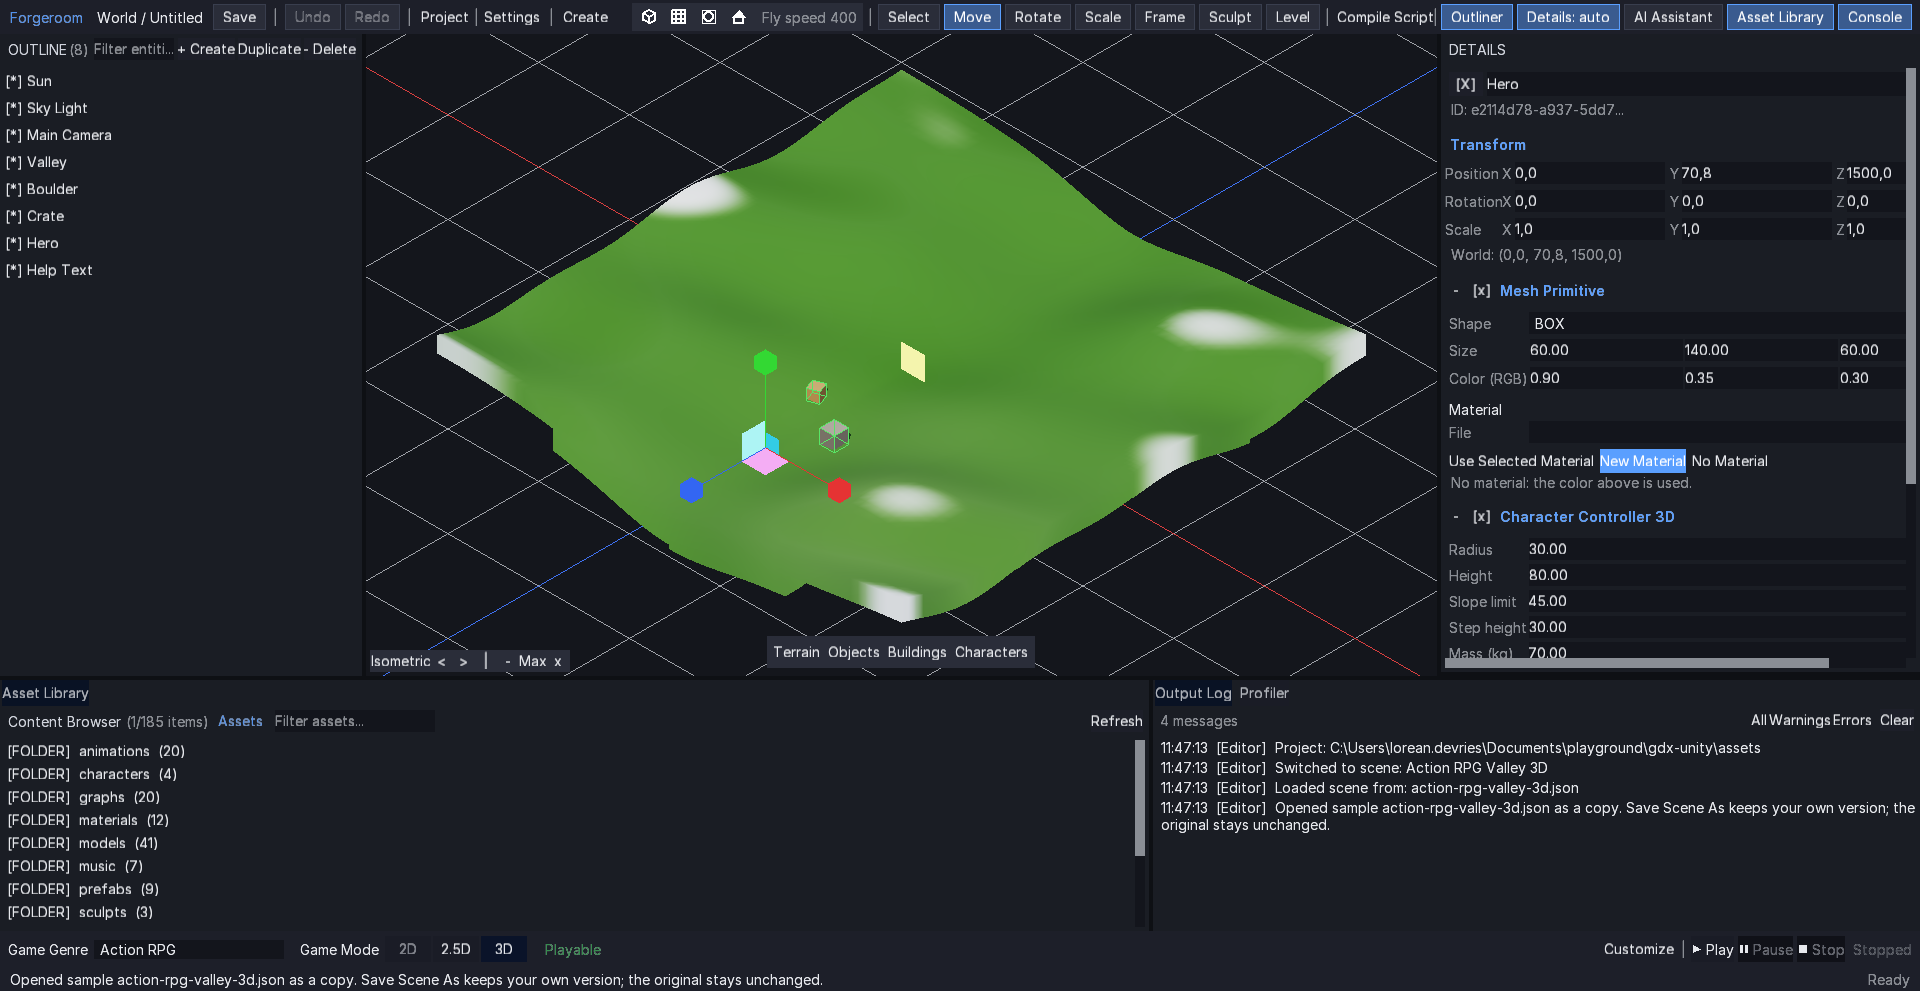 Forgeroom World / Untitled Save | Undo Redo | Project | Settings | Create Fly speed 400 | Select Move Rotate Scale Frame Sculpt Level | Compile Script | Outliner Details: auto AI Assistant Asset Library Console
OUTLINE (8) Filter entiti... + Create Duplicate - Delete
[*] Sun
[*] Sky Light
[*] Main Camera
[*] Valley
[*] Boulder
[*] Crate
[*] Hero
[*] Help Text
Isometric < > | - Max x
Terrain Objects Buildings Characters
DETAILS
[X] Hero
ID: e2114d78-a937-5dd7...
Transform
Position X 0,0 Y 70,8 Z 1500,0
Rotation X 0,0 Y 0,0 Z 0,0
Scale X 1,0 Y 1,0 Z 1,0
World: (0,0, 70,8, 1500,0)
- [x] Mesh Primitive
Shape BOX
Size 60.00 140.00 60.00
Color (RGB) 0.90 0.35 0.30
Material
File
Use Selected Material New Material No Material
No material: the color above is used.
- [x] Character Controller 3D
Radius 30.00
Height 80.00
Slope limit 45.00
Step height 30.00
Mass (kg) 70.00
Asset Library
Content Browser (1/185 items) Assets Filter assets... Refresh
[FOLDER] animations (20)
[FOLDER] characters (4)
[FOLDER] graphs (20)
[FOLDER] materials (12)
[FOLDER] models (41)
[FOLDER] music (7)
[FOLDER] prefabs (9)
[FOLDER] sculpts (3)
Output Log Profiler
4 messages All Warnings Errors Clear
11:47:13 [Editor] Project: C:\Users\lorean.devries\Documents\playground\gdx-unity\assets
11:47:13 [Editor] Switched to scene: Action RPG Valley 3D
11:47:13 [Editor] Loaded scene from: action-rpg-valley-3d.json
11:47:13 [Editor] Opened sample action-rpg-valley-3d.json as a copy. Save Scene As keeps your own version; the
original stays unchanged.
Game Genre Action RPG Game Mode 2D 2.5D 3D Playable Customize | Play Pause Stop Stopped
Opened sample action-rpg-valley-3d.json as a copy. Save Scene As keeps your own version; the original stays unchanged. Ready